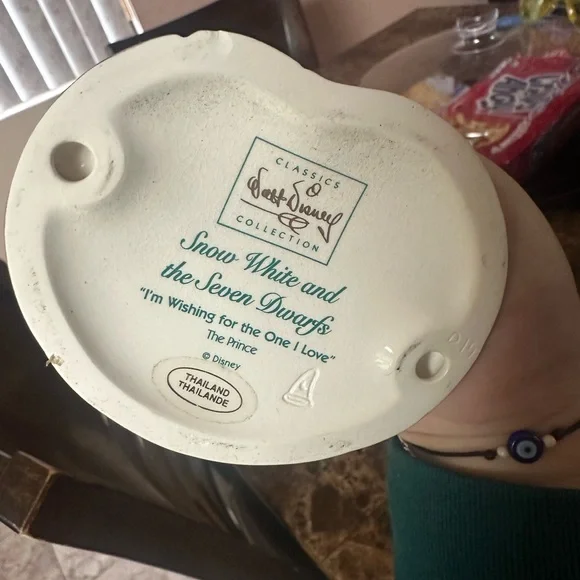 CLASSICS
Walt Disney
COLLECTION
Snow White and
the Seven Dwarfs
"I'm Wishing for the One I Love"
The Prince
© Disney
THAILAND
THAILANDE